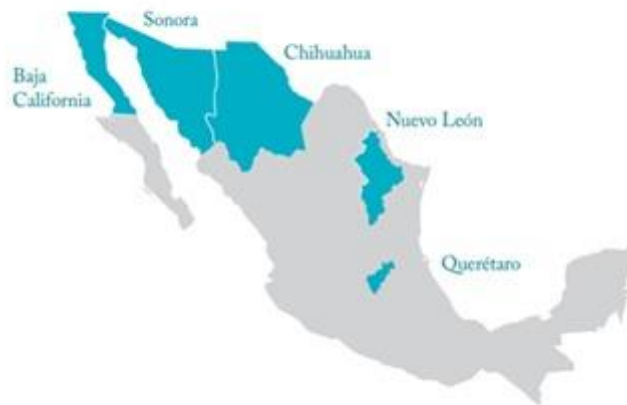 Sonora
Chihuahua
Baja
California
Nuevo León
Querétaro